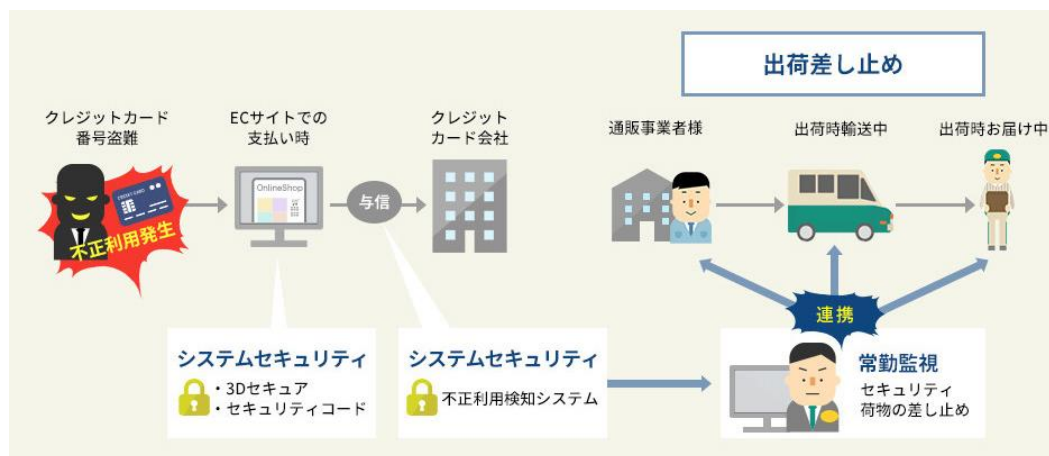 出荷差し止め
クレジットカード
番号盗難
ECサイトでの
支払い時
クレジット
カード会社
通販事業者様
出荷時輸送中
出荷時お届け中
CREDIT CARD
不正利用発生
OnlineShop
与信
連携
システムセキュリティ
・3Dセキュア
・セキュリティコード
システムセキュリティ
不正利用検知システム
常勤監視
セキュリティ
荷物の差し止め